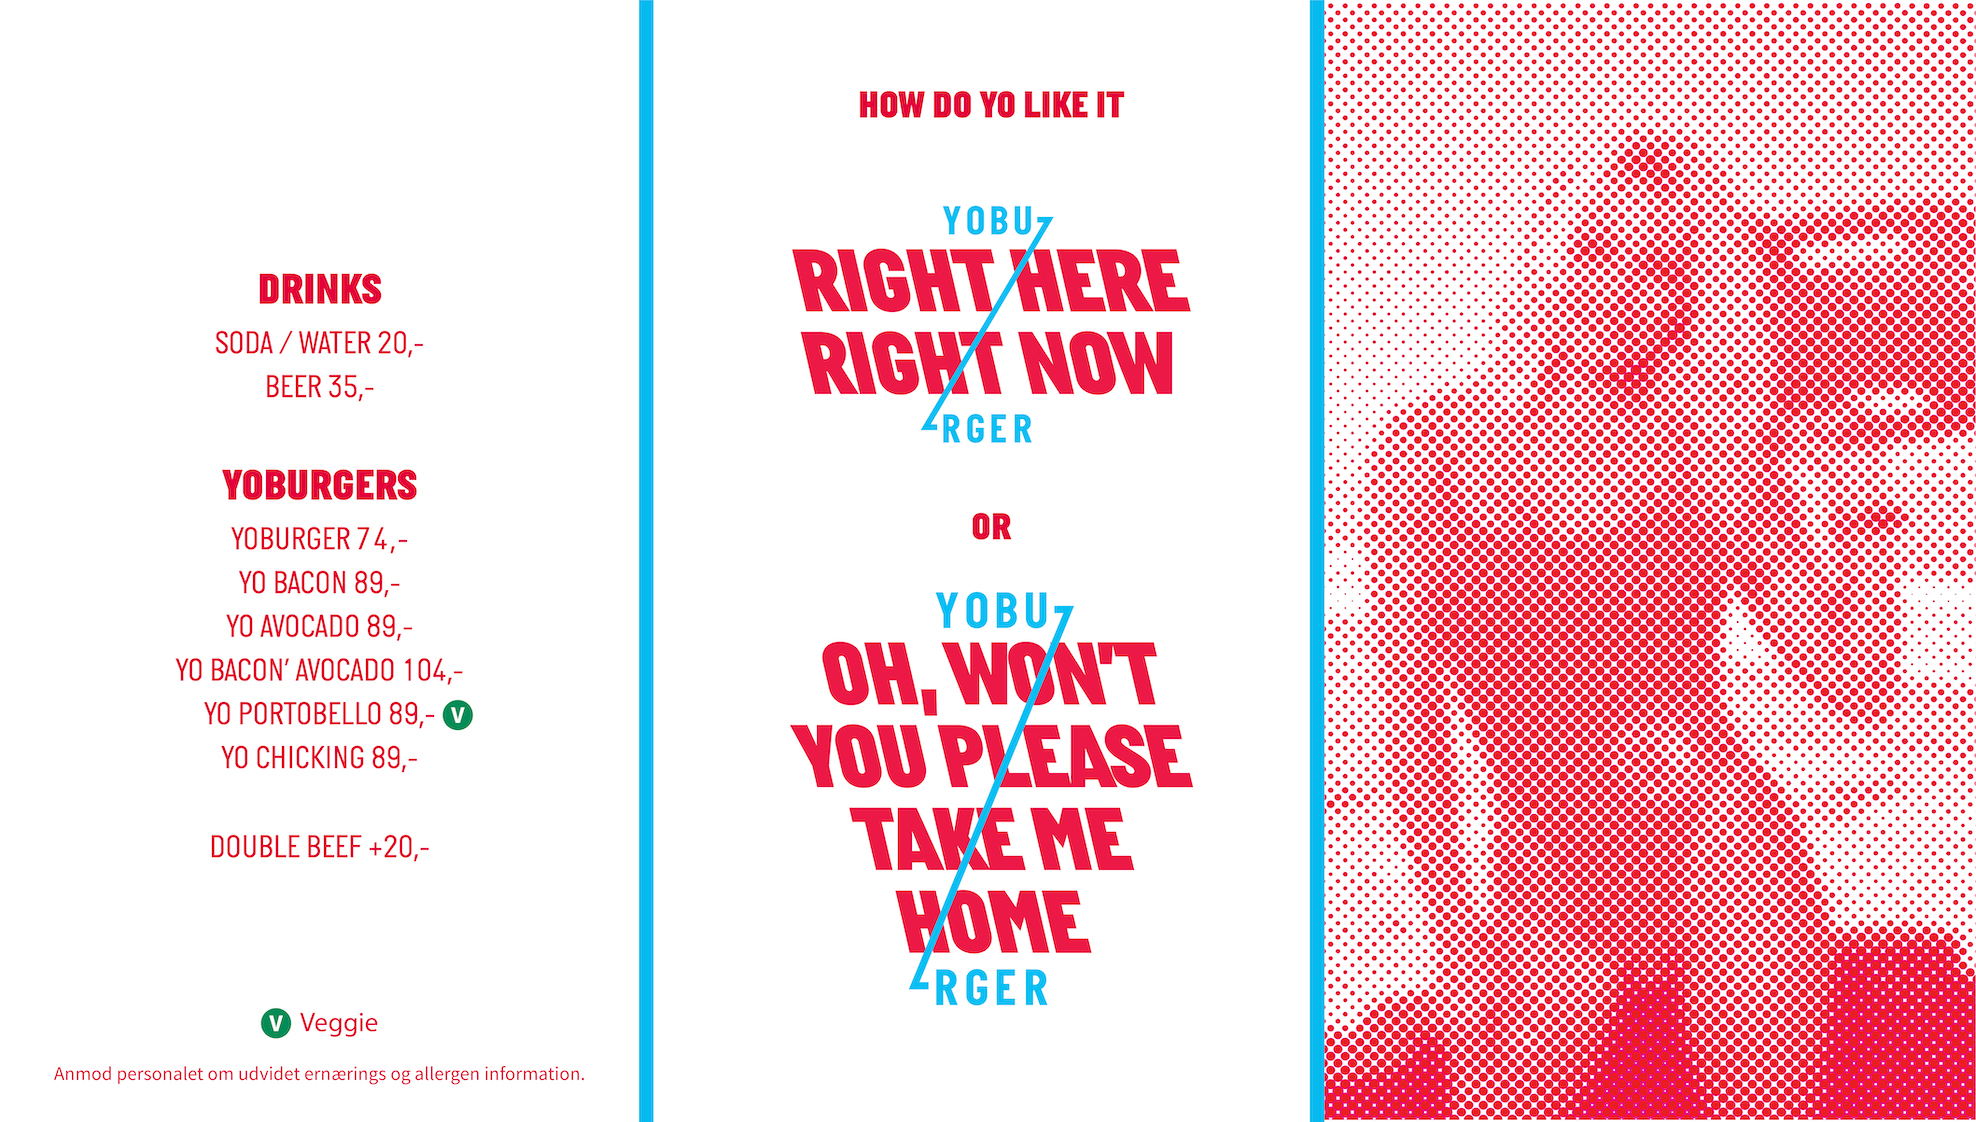 DRINKS
SODA / WATER 20,-
BEER 35,-
YOBURGERS
YOBURGER 74,-
YO BACON 89,-
YO AVOCADO 89,-
YO BACON’ AVOCADO 104,-
YO PORTOBELLO 89,- V
YO CHICKING 89,-
DOUBLE BEEF +20,-
V Veggie
Anmod personalet om udvidet ernærings og allergen information.
HOW DO YO LIKE IT
YOBU
RIGHT HERE
RIGHT NOW
RGER
OR
YOBU
OH, WON'T
YOU PLEASE
TAKE ME
HOME
RGER